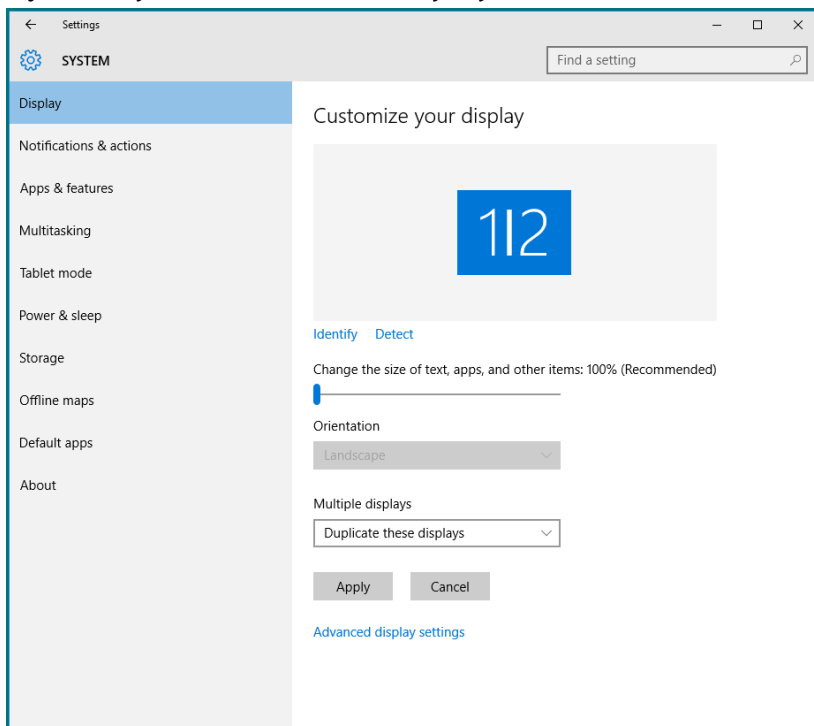 Settings
SYSTEM
Find a setting
Display
Notifications & actions
Apps & features
Multitasking
Tablet mode
Power & sleep
Storage
Offline maps
Default apps
About
Customize your display
1|2
Identify Detect
Change the size of text, apps, and other items: 100% (Recommended)
Orientation
Landscape
Multiple displays
Duplicate these displays
Apply Cancel
Advanced display settings